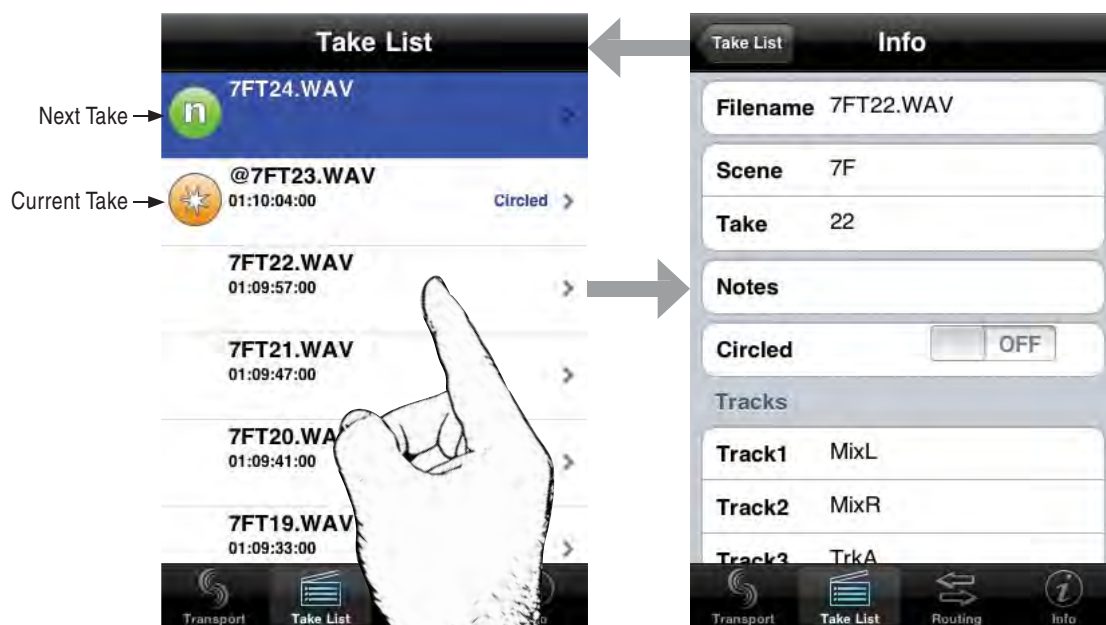 Take List
Next Take
7FT24.WAV
Current Take
@7FT23.WAV
01:10:04:00
Circled
7FT22.WAV
01:09:57:00
7FT21.WAV
01:09:47:00
7FT20.WA
01:09:41:00
7FT19.WAV
01:09:33:00
Transport
Take List
Take List
Info
Filename 7FT22.WAV
Scene 7F
Take 22
Notes
Circled OFF
Tracks
Track1 MixL
Track2 MixR
Track3 TrkA
Transport
Take List
Routing
Info